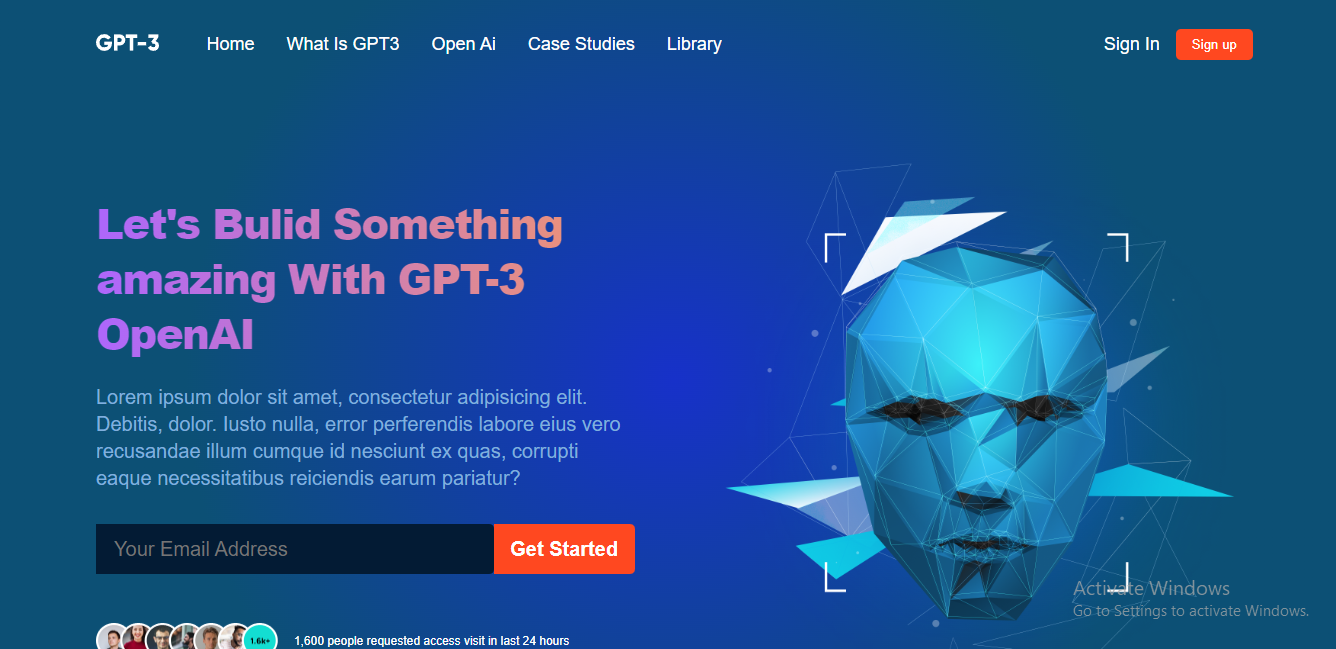 GPT-3 Home What Is GPT3 Open Ai Case Studies Library Sign In Sign up
Let's Bulid Something
amazing With GPT-3
OpenAI
Lorem ipsum dolor sit amet, consectetur adipisicing elit.
Debitis, dolor. Iusto nulla, error perferendis labore eius vero
recusandae illum cumque id nesciunt ex quas, corrupti
eaque necessitatibus reiciendis earum pariatur?
Your Email Address Get Started
1.6k+ 1,600 people requested access visit in last 24 hours
Activate Windows
Go to Settings to activate Windows.